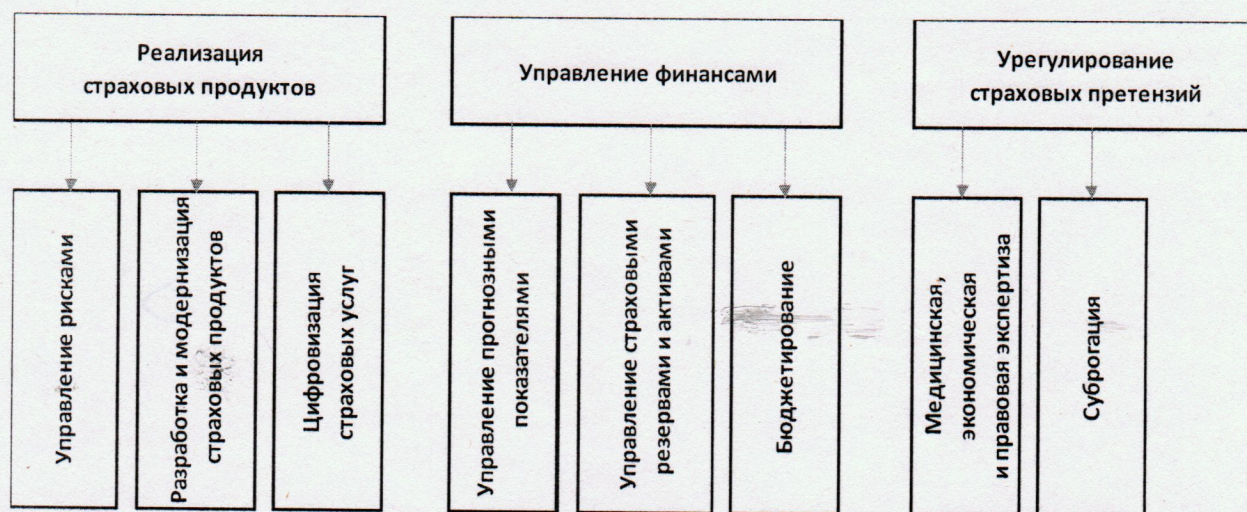 Реализация
страховых продуктов
Управление финансами
Урегулирование
страховых претензий
Управление рисками
Разработка и модернизация
страховых продуктов
Цифровизация
страховых услуг
Управление прогнозными
показателями
Управление страховыми
резервами и активами
Бюджетирование
Медицинская,
экономическая
и правовая экспертиза
Суброгация